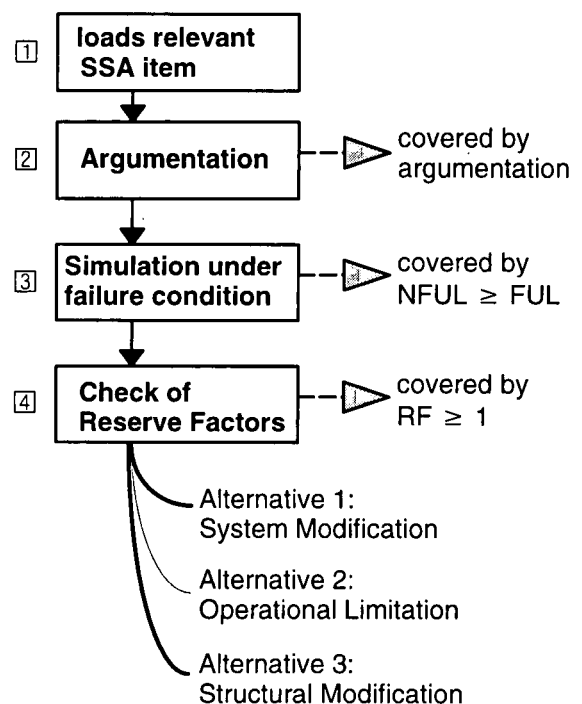 1
loads relevant
SSA item
2
Argumentation
covered by
argumentation
3
Simulation under
failure condition
covered by
NFUL ≥ FUL
4
Check of
Reserve Factors
covered by
RF ≥ 1
Alternative 1:
System Modification
Alternative 2:
Operational Limitation
Alternative 3:
Structural Modification